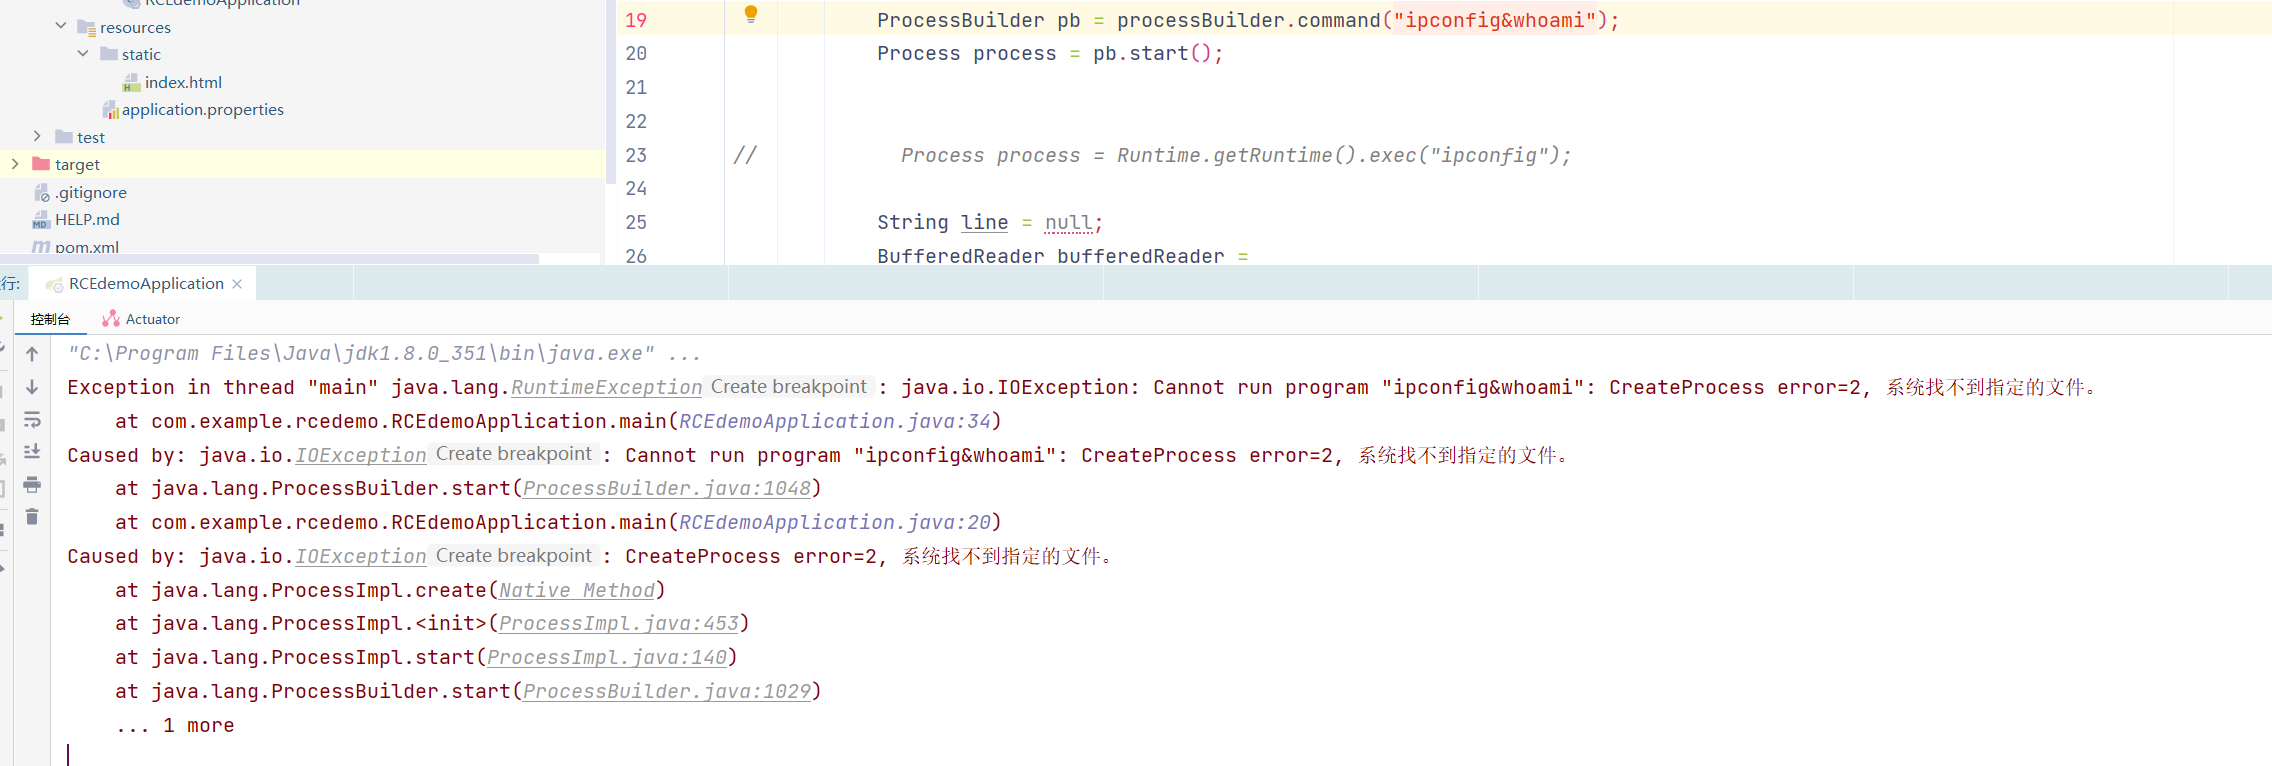 RCEdemoApplication
resources
static
index.html
application.properties
test
target
.gitignore
HELP.md
pom.xml
19 ProcessBuilder pb = processBuilder.command("ipconfig&whoami");
20 Process process = pb.start();
21
22
23 // Process process = Runtime.getRuntime().exec("ipconfig");
24
25 String line = null;
26 BufferedReader bufferedReader =
行: RCEdemoApplication ×
控制台 Actuator
"C:\Program Files\Java\jdk1.8.0_351\bin\java.exe" ...
Exception in thread "main" java.lang.RuntimeException Create breakpoint : java.io.IOException: Cannot run program "ipconfig&whoami": CreateProcess error=2, 系统找不到指定的文件。
at com.example.rcedemo.RCEdemoApplication.main(RCEdemoApplication.java:34)
Caused by: java.io.IOException Create breakpoint : Cannot run program "ipconfig&whoami": CreateProcess error=2, 系统找不到指定的文件。
at java.lang.ProcessBuilder.start(ProcessBuilder.java:1048)
at com.example.rcedemo.RCEdemoApplication.main(RCEdemoApplication.java:20)
Caused by: java.io.IOException Create breakpoint : CreateProcess error=2, 系统找不到指定的文件。
at java.lang.ProcessImpl.create(Native Method)
at java.lang.ProcessImpl.<init>(ProcessImpl.java:453)
at java.lang.ProcessImpl.start(ProcessImpl.java:140)
at java.lang.ProcessBuilder.start(ProcessBuilder.java:1029)
... 1 more